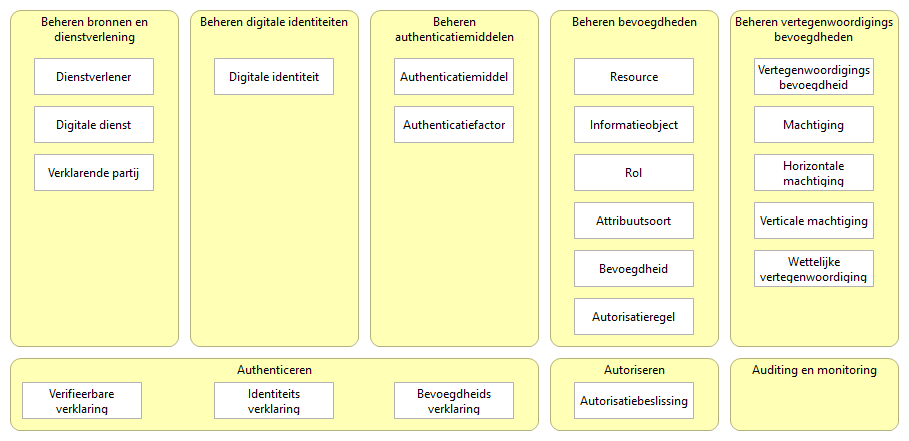 Beheren bronnen en
dienstverlening
Dienstverlener
Digitale dienst
Verklarende partij
Beheren digitale identiteiten
Digitale identiteit
Beheren
authenticatiemiddelen
Authenticatiemiddel
Authenticatiefactor
Beheren bevoegdheden
Resource
Informatieobject
Rol
Attribuutsoort
Bevoegdheid
Autorisatieregel
Beheren vertegenwoordigings
bevoegdheden
Vertegenwoordigings
bevoegdheid
Machtiging
Horizontale
machtiging
Verticale machtiging
Wettelijke
vertegenwoordiging
Authenticeren
Verifieerbare
verklaring
Identiteits
verklaring
Bevoegdheids
verklaring
Autoriseren
Autorisatiebeslissing
Auditing en monitoring